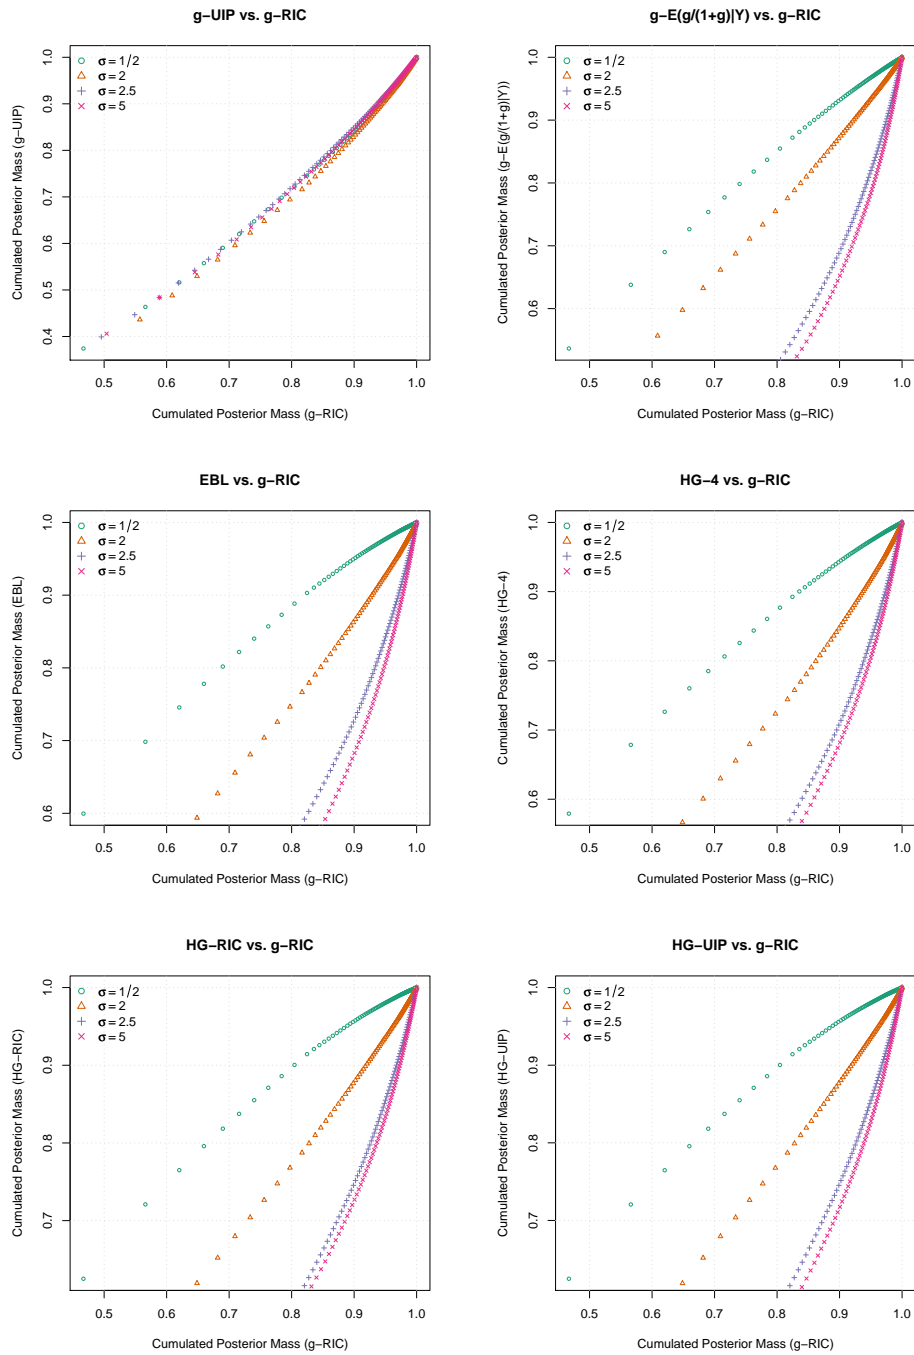 g−UIP vs. g−RIC
σ = 1/2
σ = 2
σ = 2.5
σ = 5
Cumulated Posterior Mass (g−UIP)
1.0
0.9
0.8
0.7
0.6
0.5
0.4
0.5 0.6 0.7 0.8 0.9 1.0
Cumulated Posterior Mass (g−RIC)
g−E(g/(1+g)|Y) vs. g−RIC
σ = 1/2
σ = 2
σ = 2.5
σ = 5
Cumulated Posterior Mass (g−E(g/(1+g)|Y))
1.0
0.9
0.8
0.7
0.6
0.5 0.6 0.7 0.8 0.9 1.0
Cumulated Posterior Mass (g−RIC)
EBL vs. g−RIC
σ = 1/2
σ = 2
σ = 2.5
σ = 5
Cumulated Posterior Mass (EBL)
1.0
0.9
0.8
0.7
0.6
0.5 0.6 0.7 0.8 0.9 1.0
Cumulated Posterior Mass (g−RIC)
HG−4 vs. g−RIC
σ = 1/2
σ = 2
σ = 2.5
σ = 5
Cumulated Posterior Mass (HG−4)
1.0
0.9
0.8
0.7
0.6
0.5 0.6 0.7 0.8 0.9 1.0
Cumulated Posterior Mass (g−RIC)
HG−RIC vs. g−RIC
σ = 1/2
σ = 2
σ = 2.5
σ = 5
Cumulated Posterior Mass (HG−RIC)
1.0
0.9
0.8
0.7
0.5 0.6 0.7 0.8 0.9 1.0
Cumulated Posterior Mass (g−RIC)
HG−UIP vs. g−RIC
σ = 1/2
σ = 2
σ = 2.5
σ = 5
Cumulated Posterior Mass (HG−UIP)
1.0
0.9
0.8
0.7
0.5 0.6 0.7 0.8 0.9 1.0
Cumulated Posterior Mass (g−RIC)